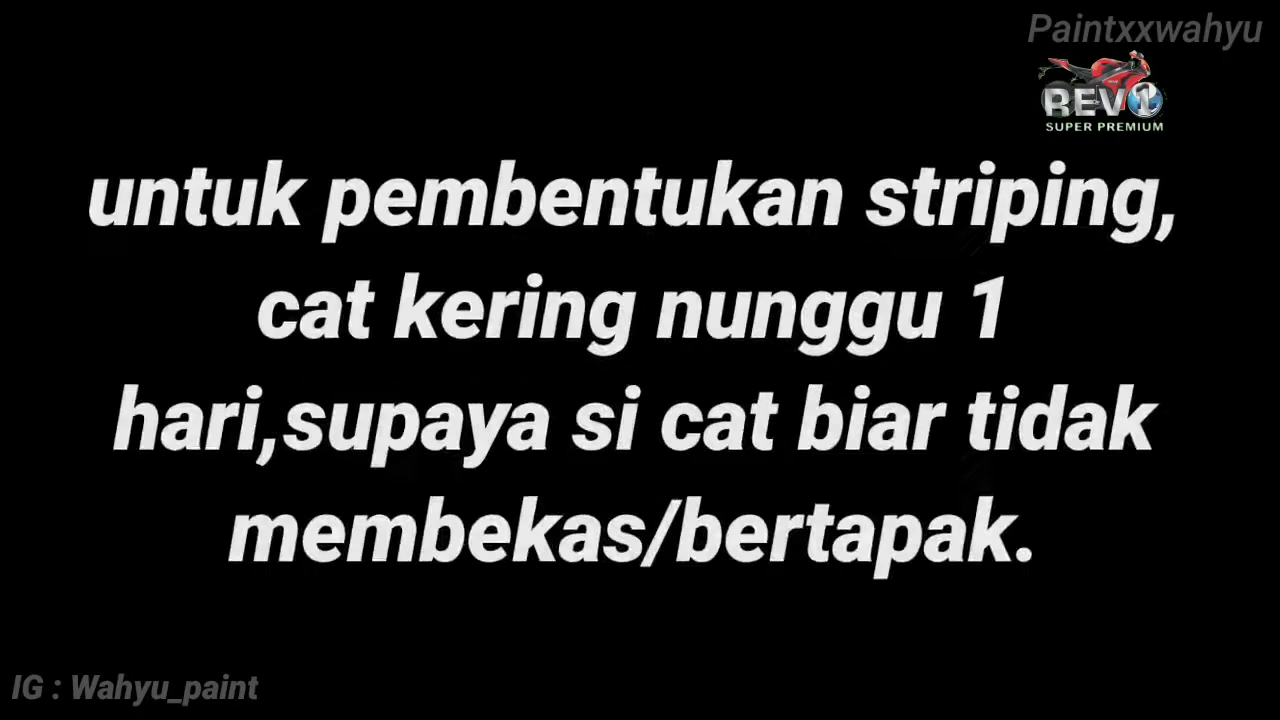 Paintxxwahyu
REV1
SUPER PREMIUM
untuk pembentukan striping,
cat kering nunggu 1
hari,supaya si cat biar tidak
membekas/bertapak.
IG : Wahyu_paint